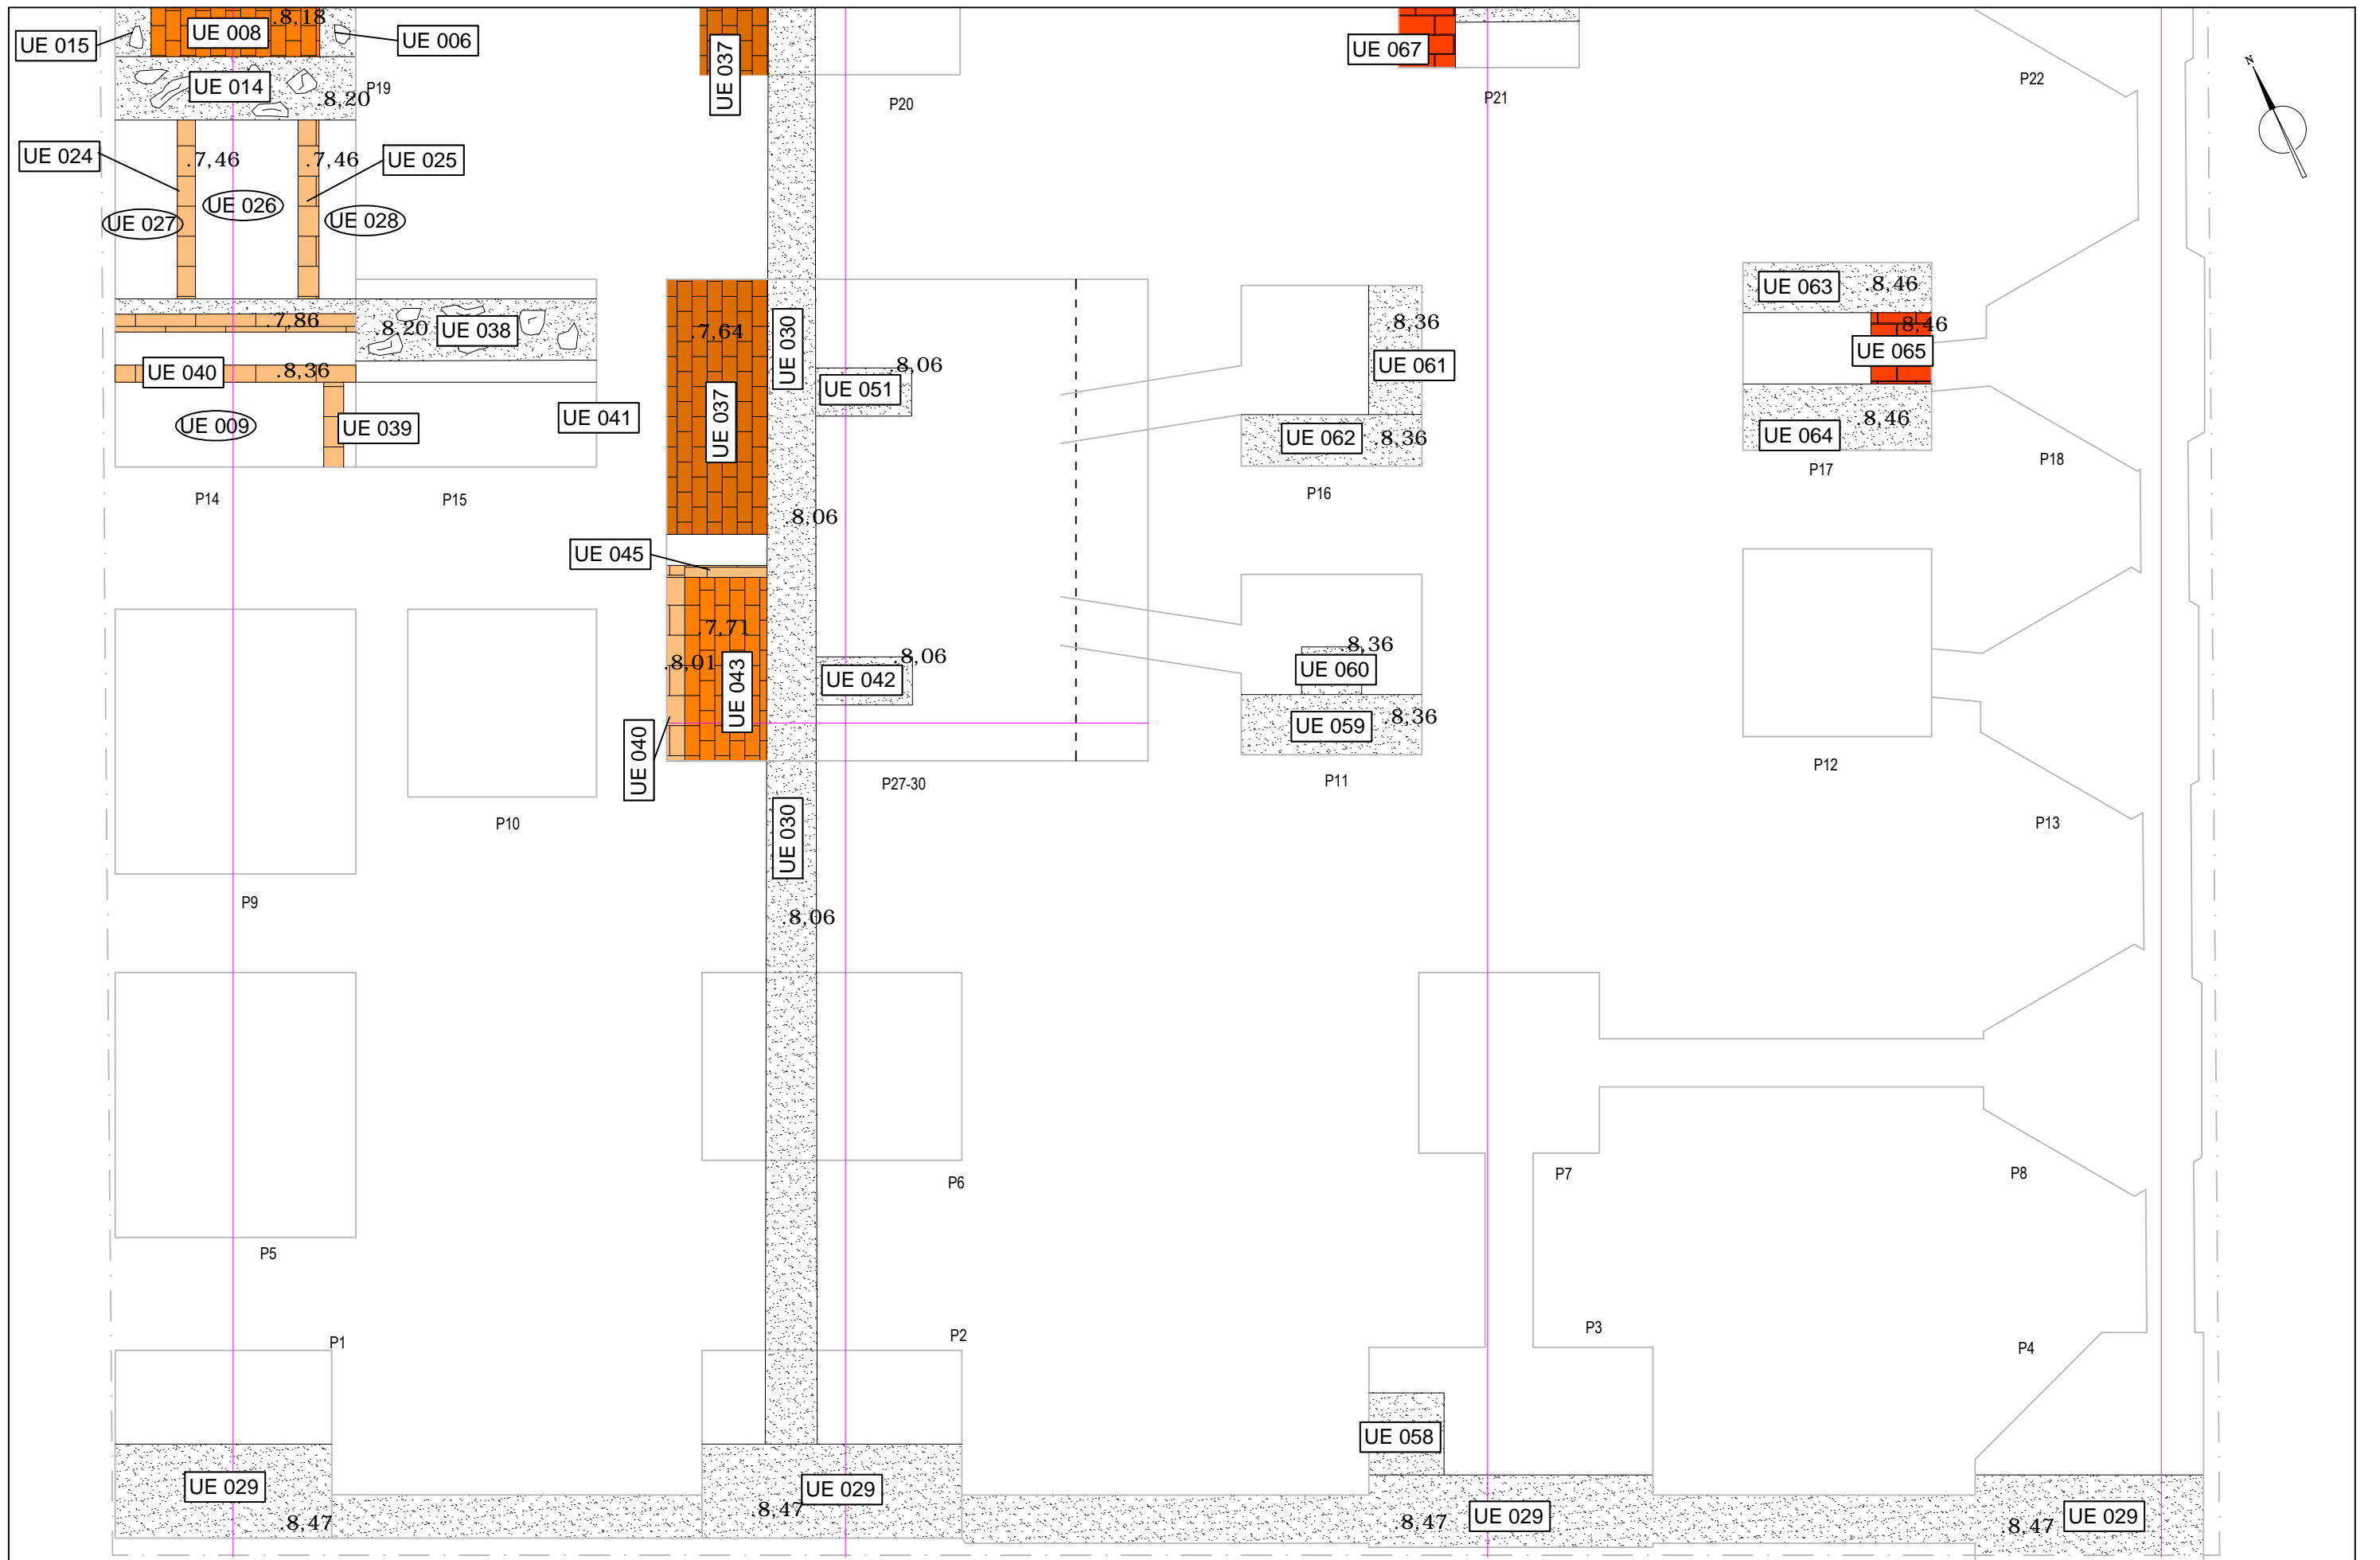 .8,18
UE 008
UE 015
UE 006
UE 037
UE 067
UE 014
P19
.8,20
P20
P21
P22
N
UE 024
.7,46
.7,46
UE 025
UE 026
UE 027
UE 028
UE 063
.8,46
.7,86
.8,20
UE 038
.7,64
UE 030
.8,36
.8,46
UE 065
UE 040
.8,36
.8,06
UE 051
UE 061
UE 009
UE 039
UE 041
UE 037
UE 062
.8,36
.8,46
UE 064
P14
P15
P16
P17
P18
.8,06
UE 045
.7,71
.8,01
UE 043
.8,06
UE 042
.8,36
UE 060
UE 059
.8,36
UE 040
P27-30
P11
P12
P10
UE 030
P13
P9
.8,06
P6
P7
P8
P5
P1
P2
P3
P4
UE 058
UE 029
.8,47
UE 029
.8,47
UE 029
.8,47
UE 029
.8,47